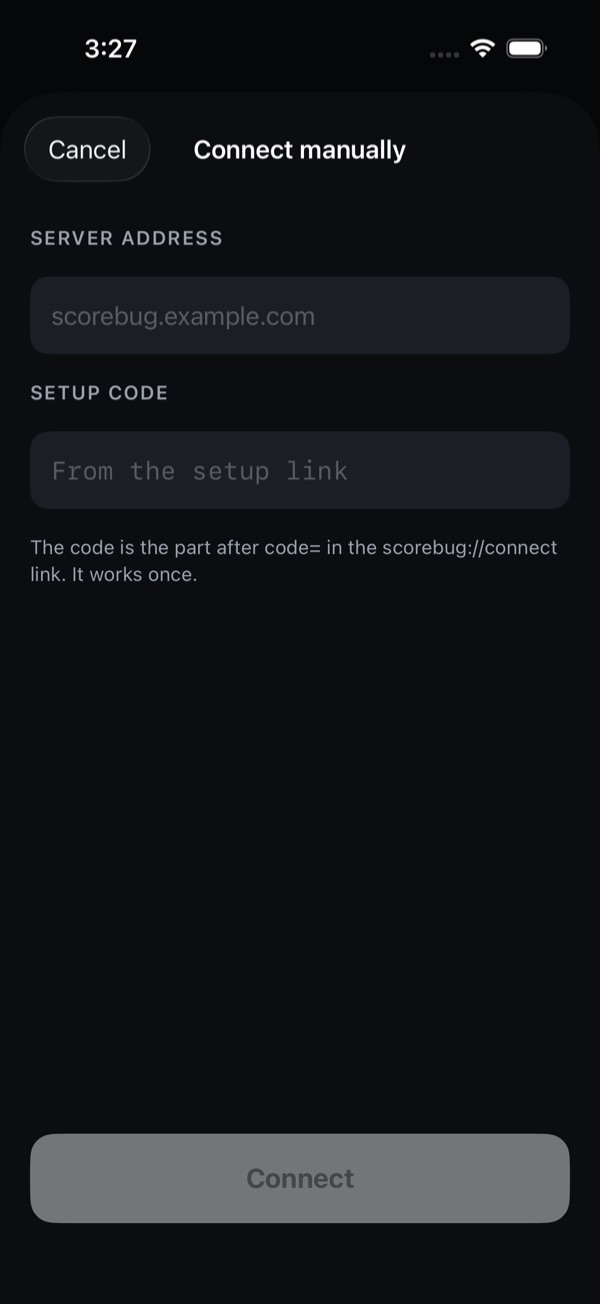 3:27
Cancel
Connect manually
SERVER ADDRESS
scorebug.example.com
SETUP CODE
From the setup link
The code is the part after code= in the scorebug://connect
link. It works once.
Connect